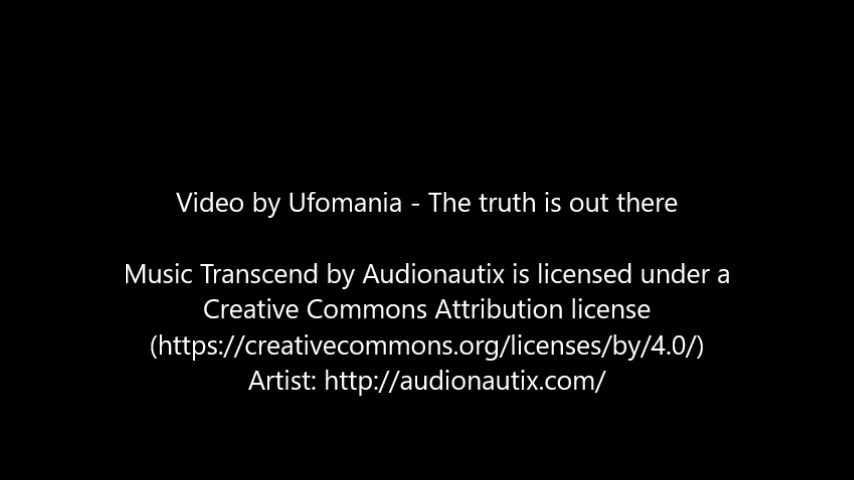 Video by Ufomania - The truth is out there
Music Transcend by Audionautix is licensed under a
Creative Commons Attribution license
(https://creativecommons.org/licenses/by/4.0/)
Artist: http://audionautix.com/